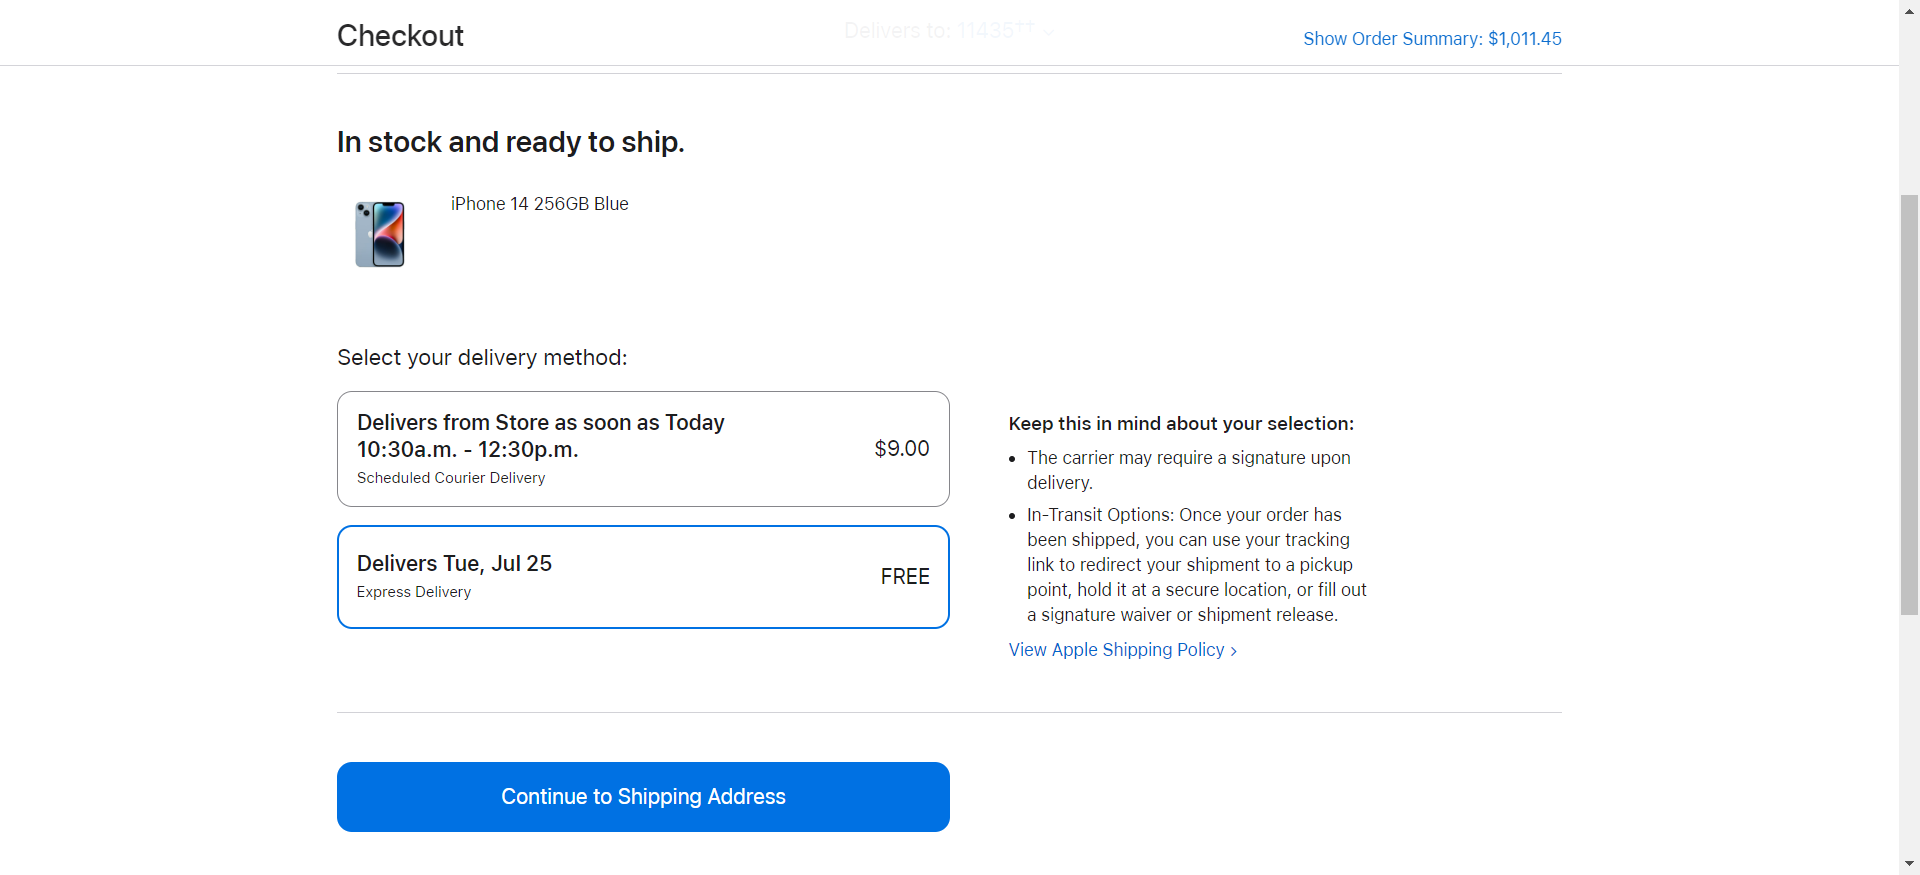 Checkout
Delivers to: 11435††
Show Order Summary: $1,011.45
In stock and ready to ship.
iPhone 14 256GB Blue
Select your delivery method:
Delivers from Store as soon as Today
10:30a.m. - 12:30p.m.
$9.00
Scheduled Courier Delivery
Delivers Tue, Jul 25
FREE
Express Delivery
Keep this in mind about your selection:
• The carrier may require a signature upon
delivery.
• In-Transit Options: Once your order has
been shipped, you can use your tracking
link to redirect your shipment to a pickup
point, hold it at a secure location, or fill out
a signature waiver or shipment release.
View Apple Shipping Policy >
Continue to Shipping Address